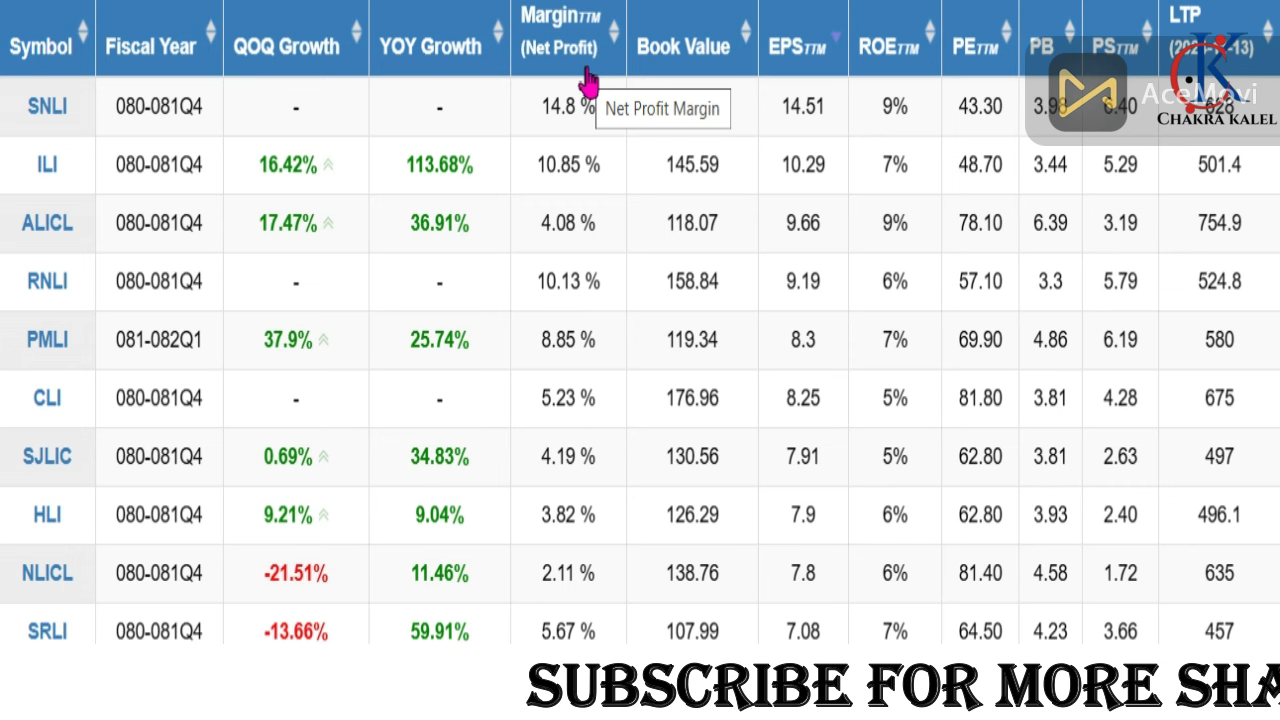 Symbol Fiscal Year QOQ Growth YOY Growth MarginTTM (Net Profit) Book Value EPSTTM ROETTM PETTM PB PSTTM LTP
SNLI 080-081Q4 - - 14.8 % 14.51 9% 43.30 628
Net Profit Margin
AceMovi
K
CHAKRA KALEL
ILI 080-081Q4 16.42% 113.68% 10.85 % 145.59 10.29 7% 48.70 3.44 5.29 501.4
ALICL 080-081Q4 17.47% 36.91% 4.08 % 118.07 9.66 9% 78.10 6.39 3.19 754.9
RNLI 080-081Q4 - - 10.13 % 158.84 9.19 6% 57.10 3.3 5.79 524.8
PMLI 081-082Q1 37.9% 25.74% 8.85 % 119.34 8.3 7% 69.90 4.86 6.19 580
CLI 080-081Q4 - - 5.23 % 176.96 8.25 5% 81.80 3.81 4.28 675
SJLIC 080-081Q4 0.69% 34.83% 4.19 % 130.56 7.91 5% 62.80 3.81 2.63 497
HLI 080-081Q4 9.21% 9.04% 3.82 % 126.29 7.9 6% 62.80 3.93 2.40 496.1
NLICL 080-081Q4 -21.51% 11.46% 2.11 % 138.76 7.8 6% 81.40 4.58 1.72 635
SRLI 080-081Q4 -13.66% 59.91% 5.67 % 107.99 7.08 7% 64.50 4.23 3.66 457
SUBSCRIBE FOR MORE SHA